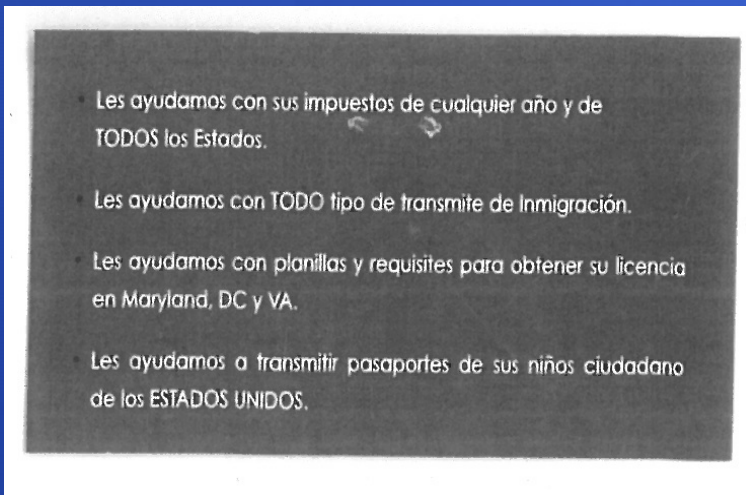 Les ayudamos con sus impuestos de cualquier año y de
TODOS los Estados.
Les ayudamos con TODO tipo de transmite de Inmigración.
Les ayudamos con planillas y requisites para obtener su licencia
en Maryland, DC y VA.
Les ayudamos a transmitir pasaportes de sus niños ciudadano
de los ESTADOS UNIDOS.